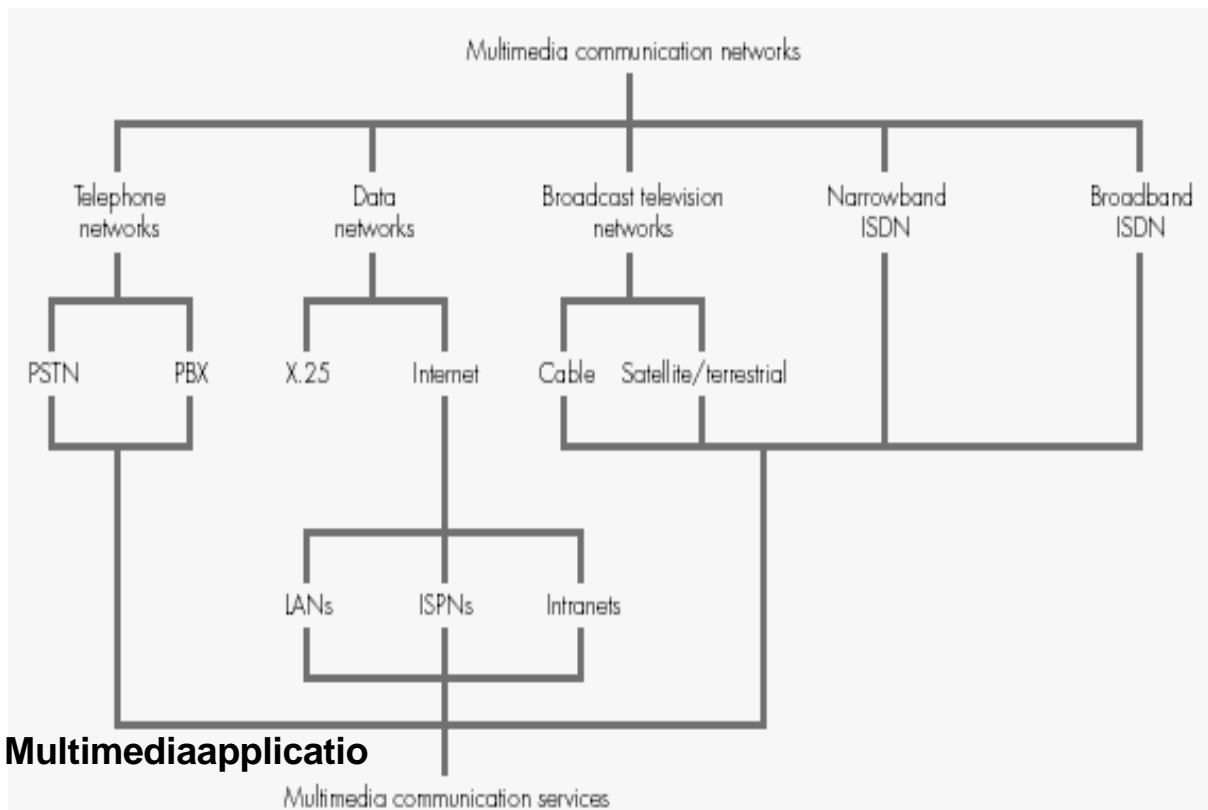 Multimedia communication networks
Telephone
networks
Data
networks
Broadcast television
networks
Narrowband
ISDN
Broadband
ISDN
PSTN
PBX
X.25
Internet
Cable
Satellite/terrestrial
LANs
ISPNs
Intranets
Multimediaapplicatio
Multimedia communication services